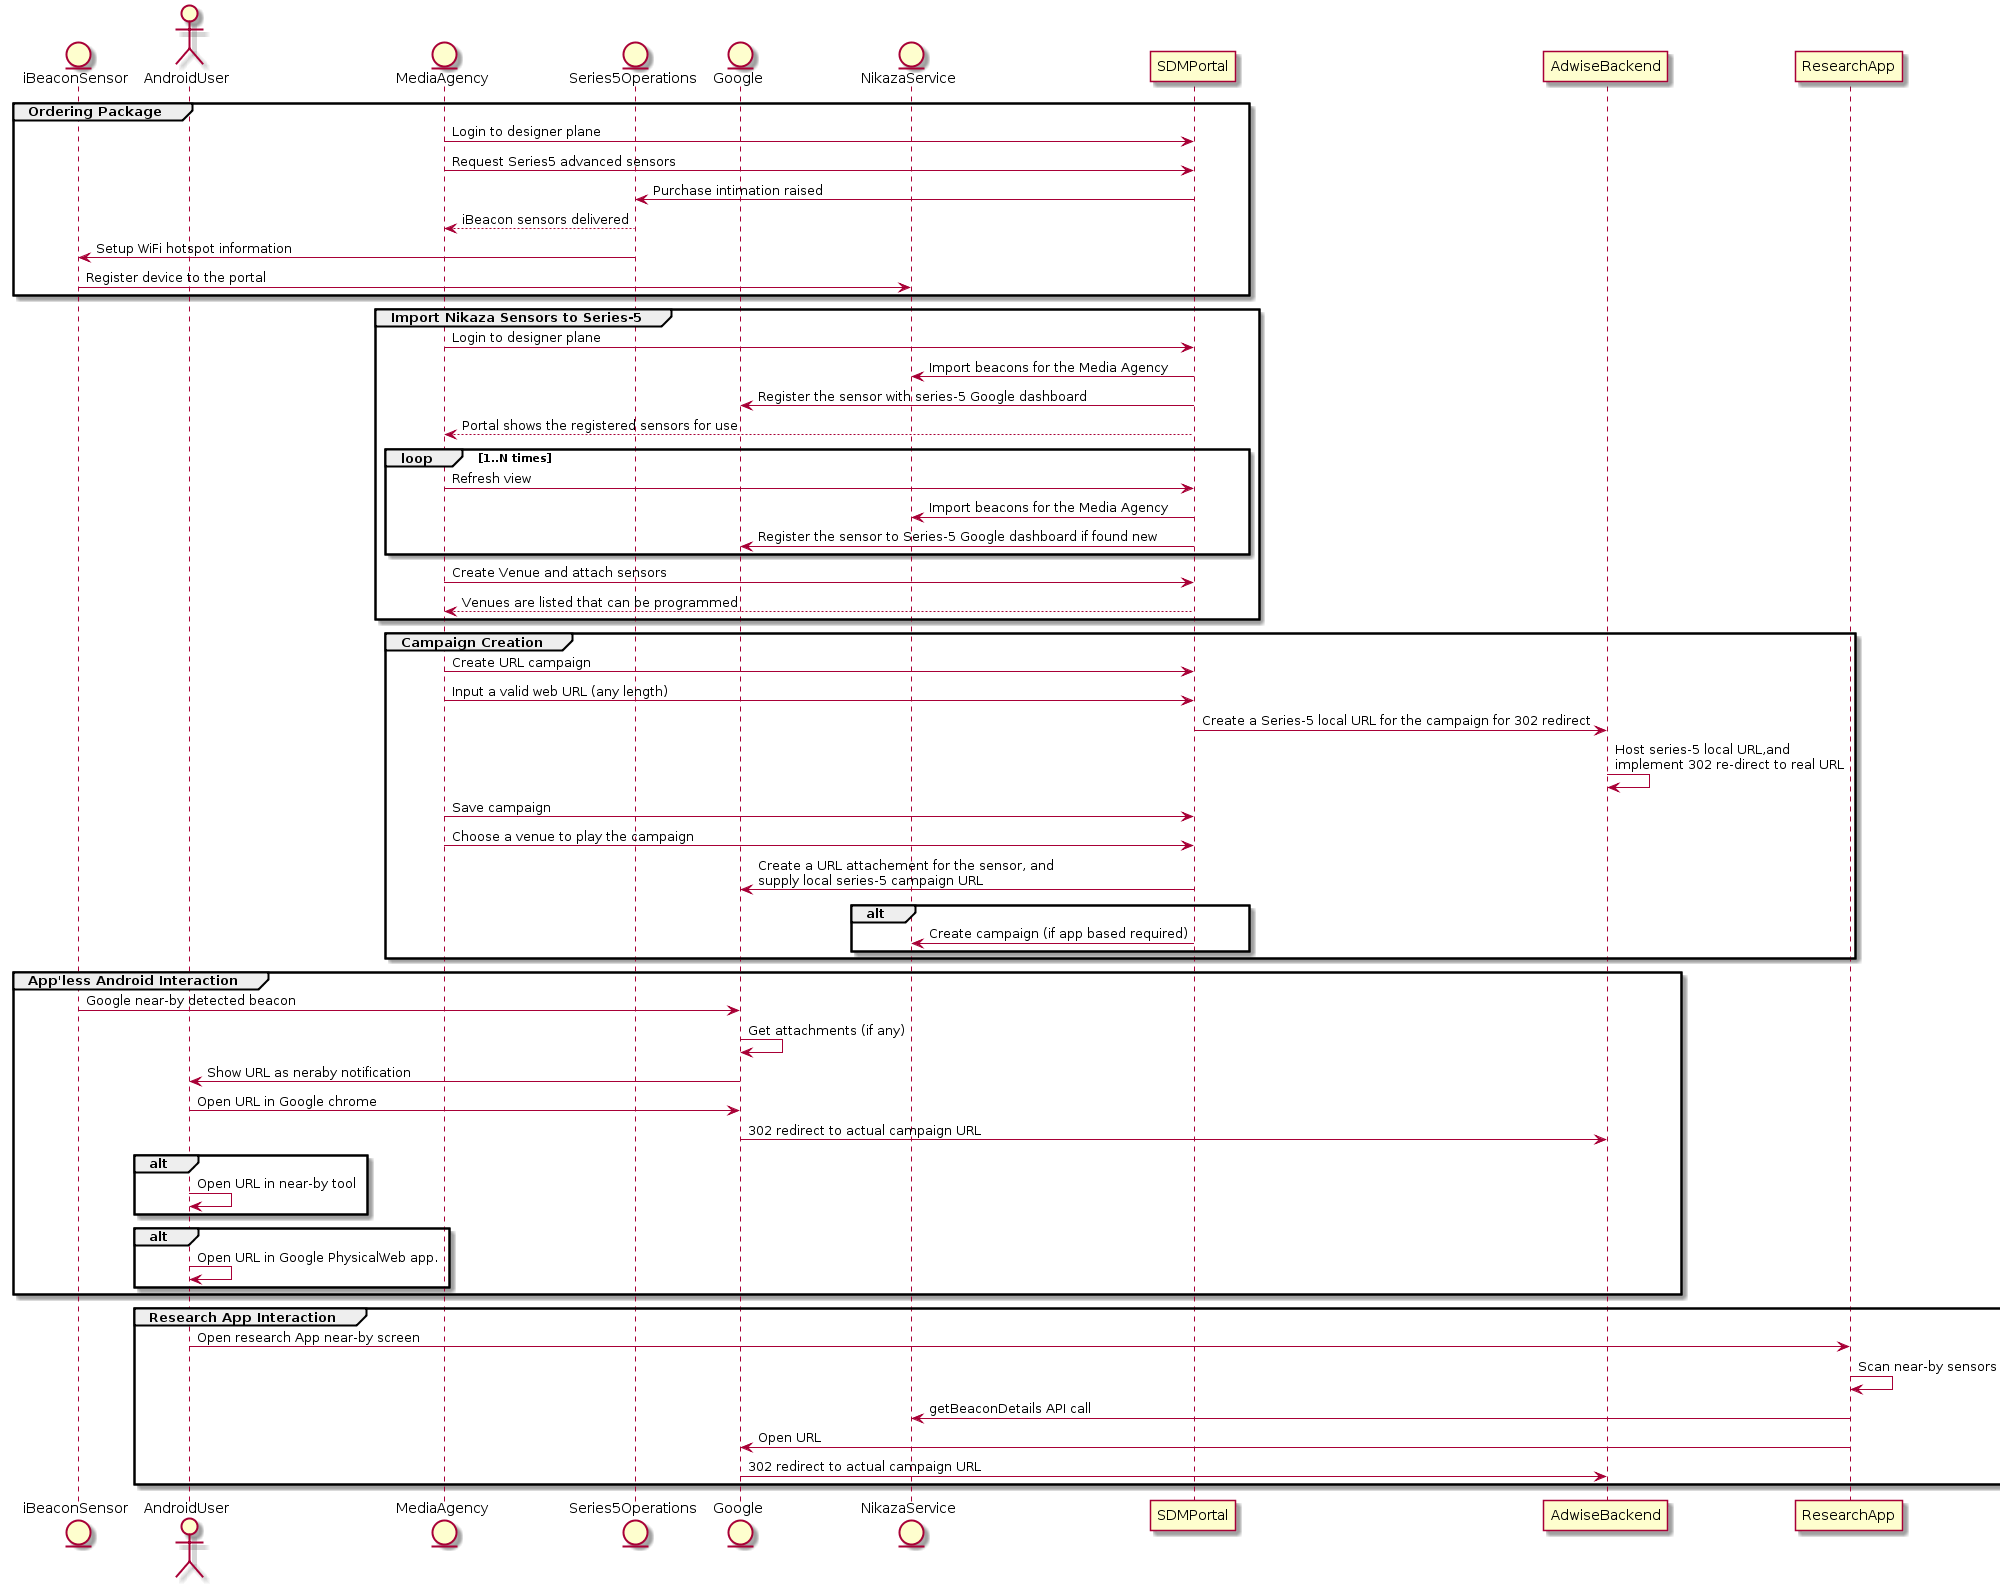 iBeaconSensor
AndroidUser
MediaAgency
Series5Operations
Google
NikazaService
SDMPortal
AdwiseBackend
ResearchApp
Ordering Package
Login to designer plane
Request Series5 advanced sensors
Purchase intimation raised
iBeacon sensors delivered
Setup WiFi hotspot information
Register device to the portal
Import Nikaza Sensors to Series-5
Login to designer plane
Import beacons for the Media Agency
Register the sensor with series-5 Google dashboard
Portal shows the registered sensors for use
loop [1..N times]
Refresh view
Import beacons for the Media Agency
Register the sensor to Series-5 Google dashboard if found new
Create Venue and attach sensors
Venues are listed that can be programmed
Campaign Creation
Create URL campaign
Input a valid web URL (any length)
Create a Series-5 local URL for the campaign for 302 redirect
Host series-5 local URL,and
implement 302 re-direct to real URL
Save campaign
Choose a venue to play the campaign
Create a URL attachement for the sensor, and
supply local series-5 campaign URL
alt
Create campaign (if app based required)
App'less Android Interaction
Google near-by detected beacon
Get attachments (if any)
Show URL as neraby notification
Open URL in Google chrome
302 redirect to actual campaign URL
alt
Open URL in near-by tool
alt
Open URL in Google PhysicalWeb app.
Research App Interaction
Open research App near-by screen
Scan near-by sensors
getBeaconDetails API call
Open URL
302 redirect to actual campaign URL
iBeaconSensor
AndroidUser
MediaAgency
Series5Operations
Google
NikazaService
SDMPortal
AdwiseBackend
ResearchApp